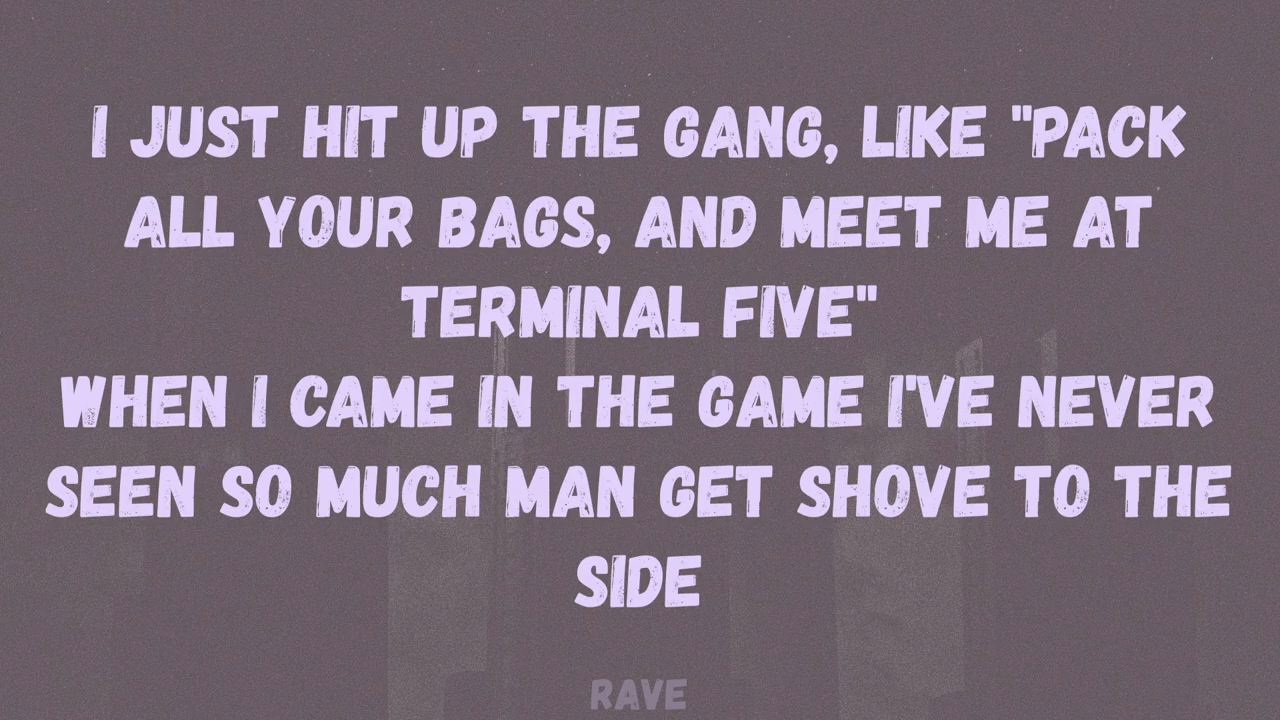 I JUST HIT UP THE GANG, LIKE "PACK
ALL YOUR BAGS, AND MEET ME AT
TERMINAL FIVE"
WHEN I CAME IN THE GAME I'VE NEVER
SEEN SO MUCH MAN GET SHOVE TO THE
SIDE
RAVE